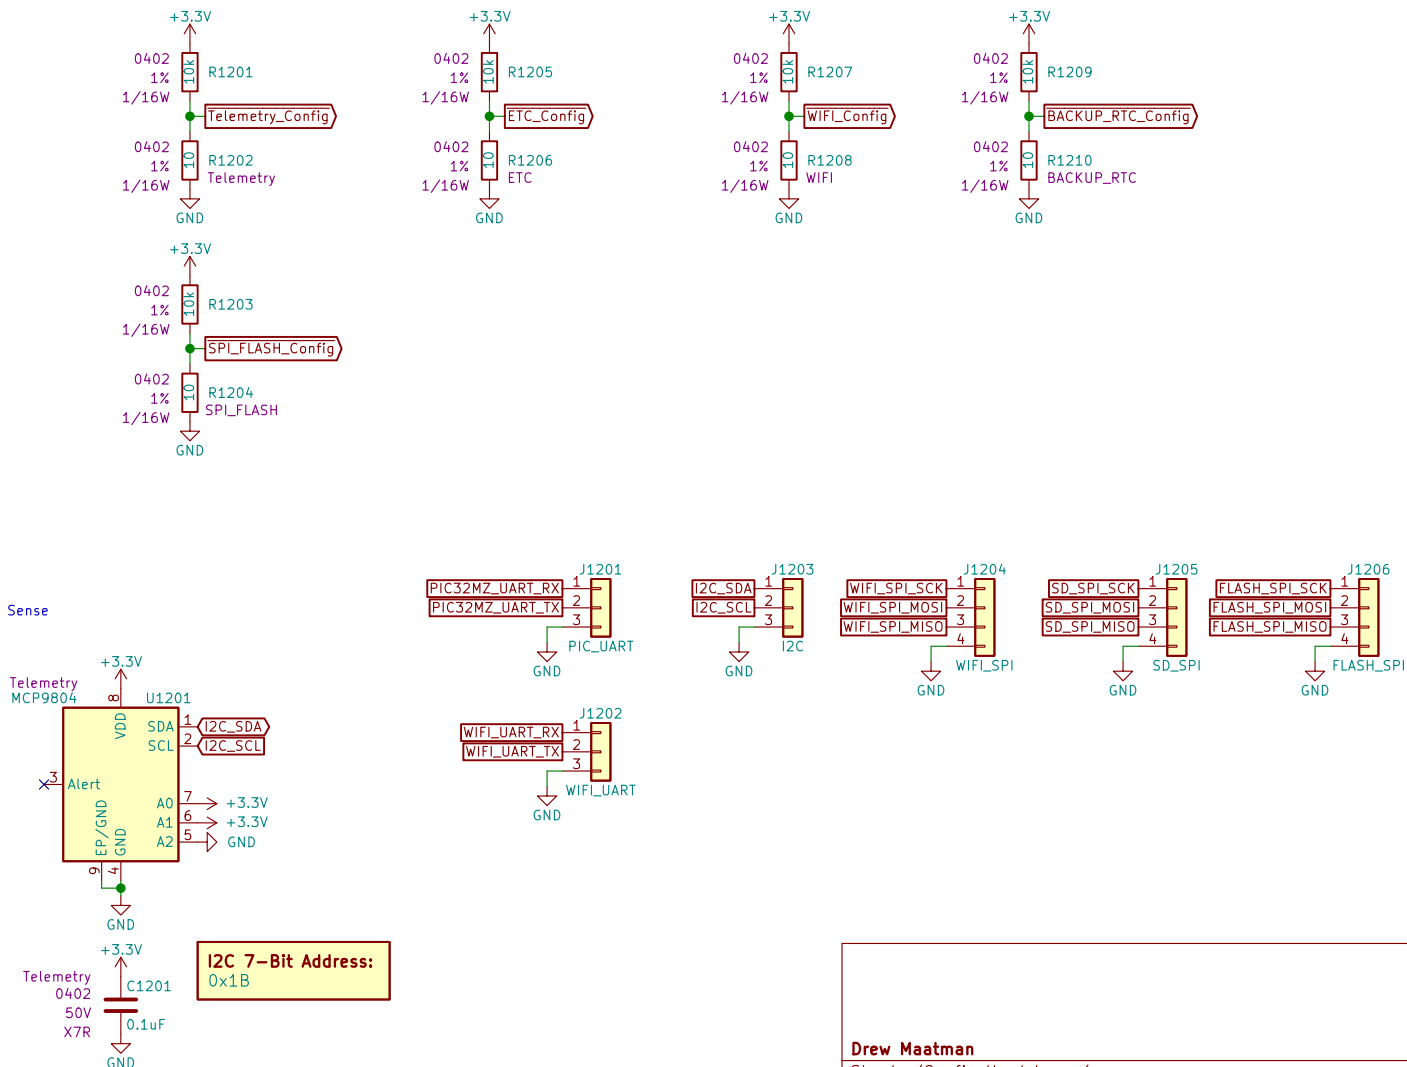 +3.3V
0402
1%
1/16W
10k
R1201
Telemetry_Config
0402
1%
1/16W
10
R1202
Telemetry
GND
+3.3V
0402
1%
1/16W
10k
R1205
ETC_Config
0402
1%
1/16W
10
R1206
ETC
GND
+3.3V
0402
1%
1/16W
10k
R1207
WIFI_Config
0402
1%
1/16W
10
R1208
WIFI
GND
+3.3V
0402
1%
1/16W
10k
R1209
BACKUP_RTC_Config
0402
1%
1/16W
10
R1210
BACKUP_RTC
GND
+3.3V
0402
1%
1/16W
10k
R1203
SPI_FLASH_Config
0402
1%
1/16W
10
R1204
SPI_FLASH
GND
J1201
PIC32MZ_UART_RX 1
PIC32MZ_UART_TX 2
3
PIC_UART
GND
J1203
I2C_SDA 1
I2C_SCL 2
3
I2C
GND
J1204
WIFI_SPI_SCK 1
WIFI_SPI_MOSI 2
WIFI_SPI_MISO 3
4
WIFI_SPI
GND
J1205
SD_SPI_SCK 1
SD_SPI_MOSI 2
SD_SPI_MISO 3
4
SD_SPI
GND
J1206
FLASH_SPI_SCK 1
FLASH_SPI_MOSI 2
FLASH_SPI_MISO 3
4
FLASH_SPI
GND
J1202
WIFI_UART_RX 1
WIFI_UART_TX 2
3
WIFI_UART
GND
Sense
+3.3V
Telemetry
MCP9804
U1201
8
VDD
SDA 1 I2C_SDA
SCL 2 I2C_SCL
3 Alert
A0 7 +3.3V
A1 6 +3.3V
A2 5 GND
EP/GND
GND
9
4
GND
+3.3V
Telemetry
0402
50V
X7R
C1201
0.1uF
GND
I2C 7-Bit Address:
0x1B
Drew Maatman